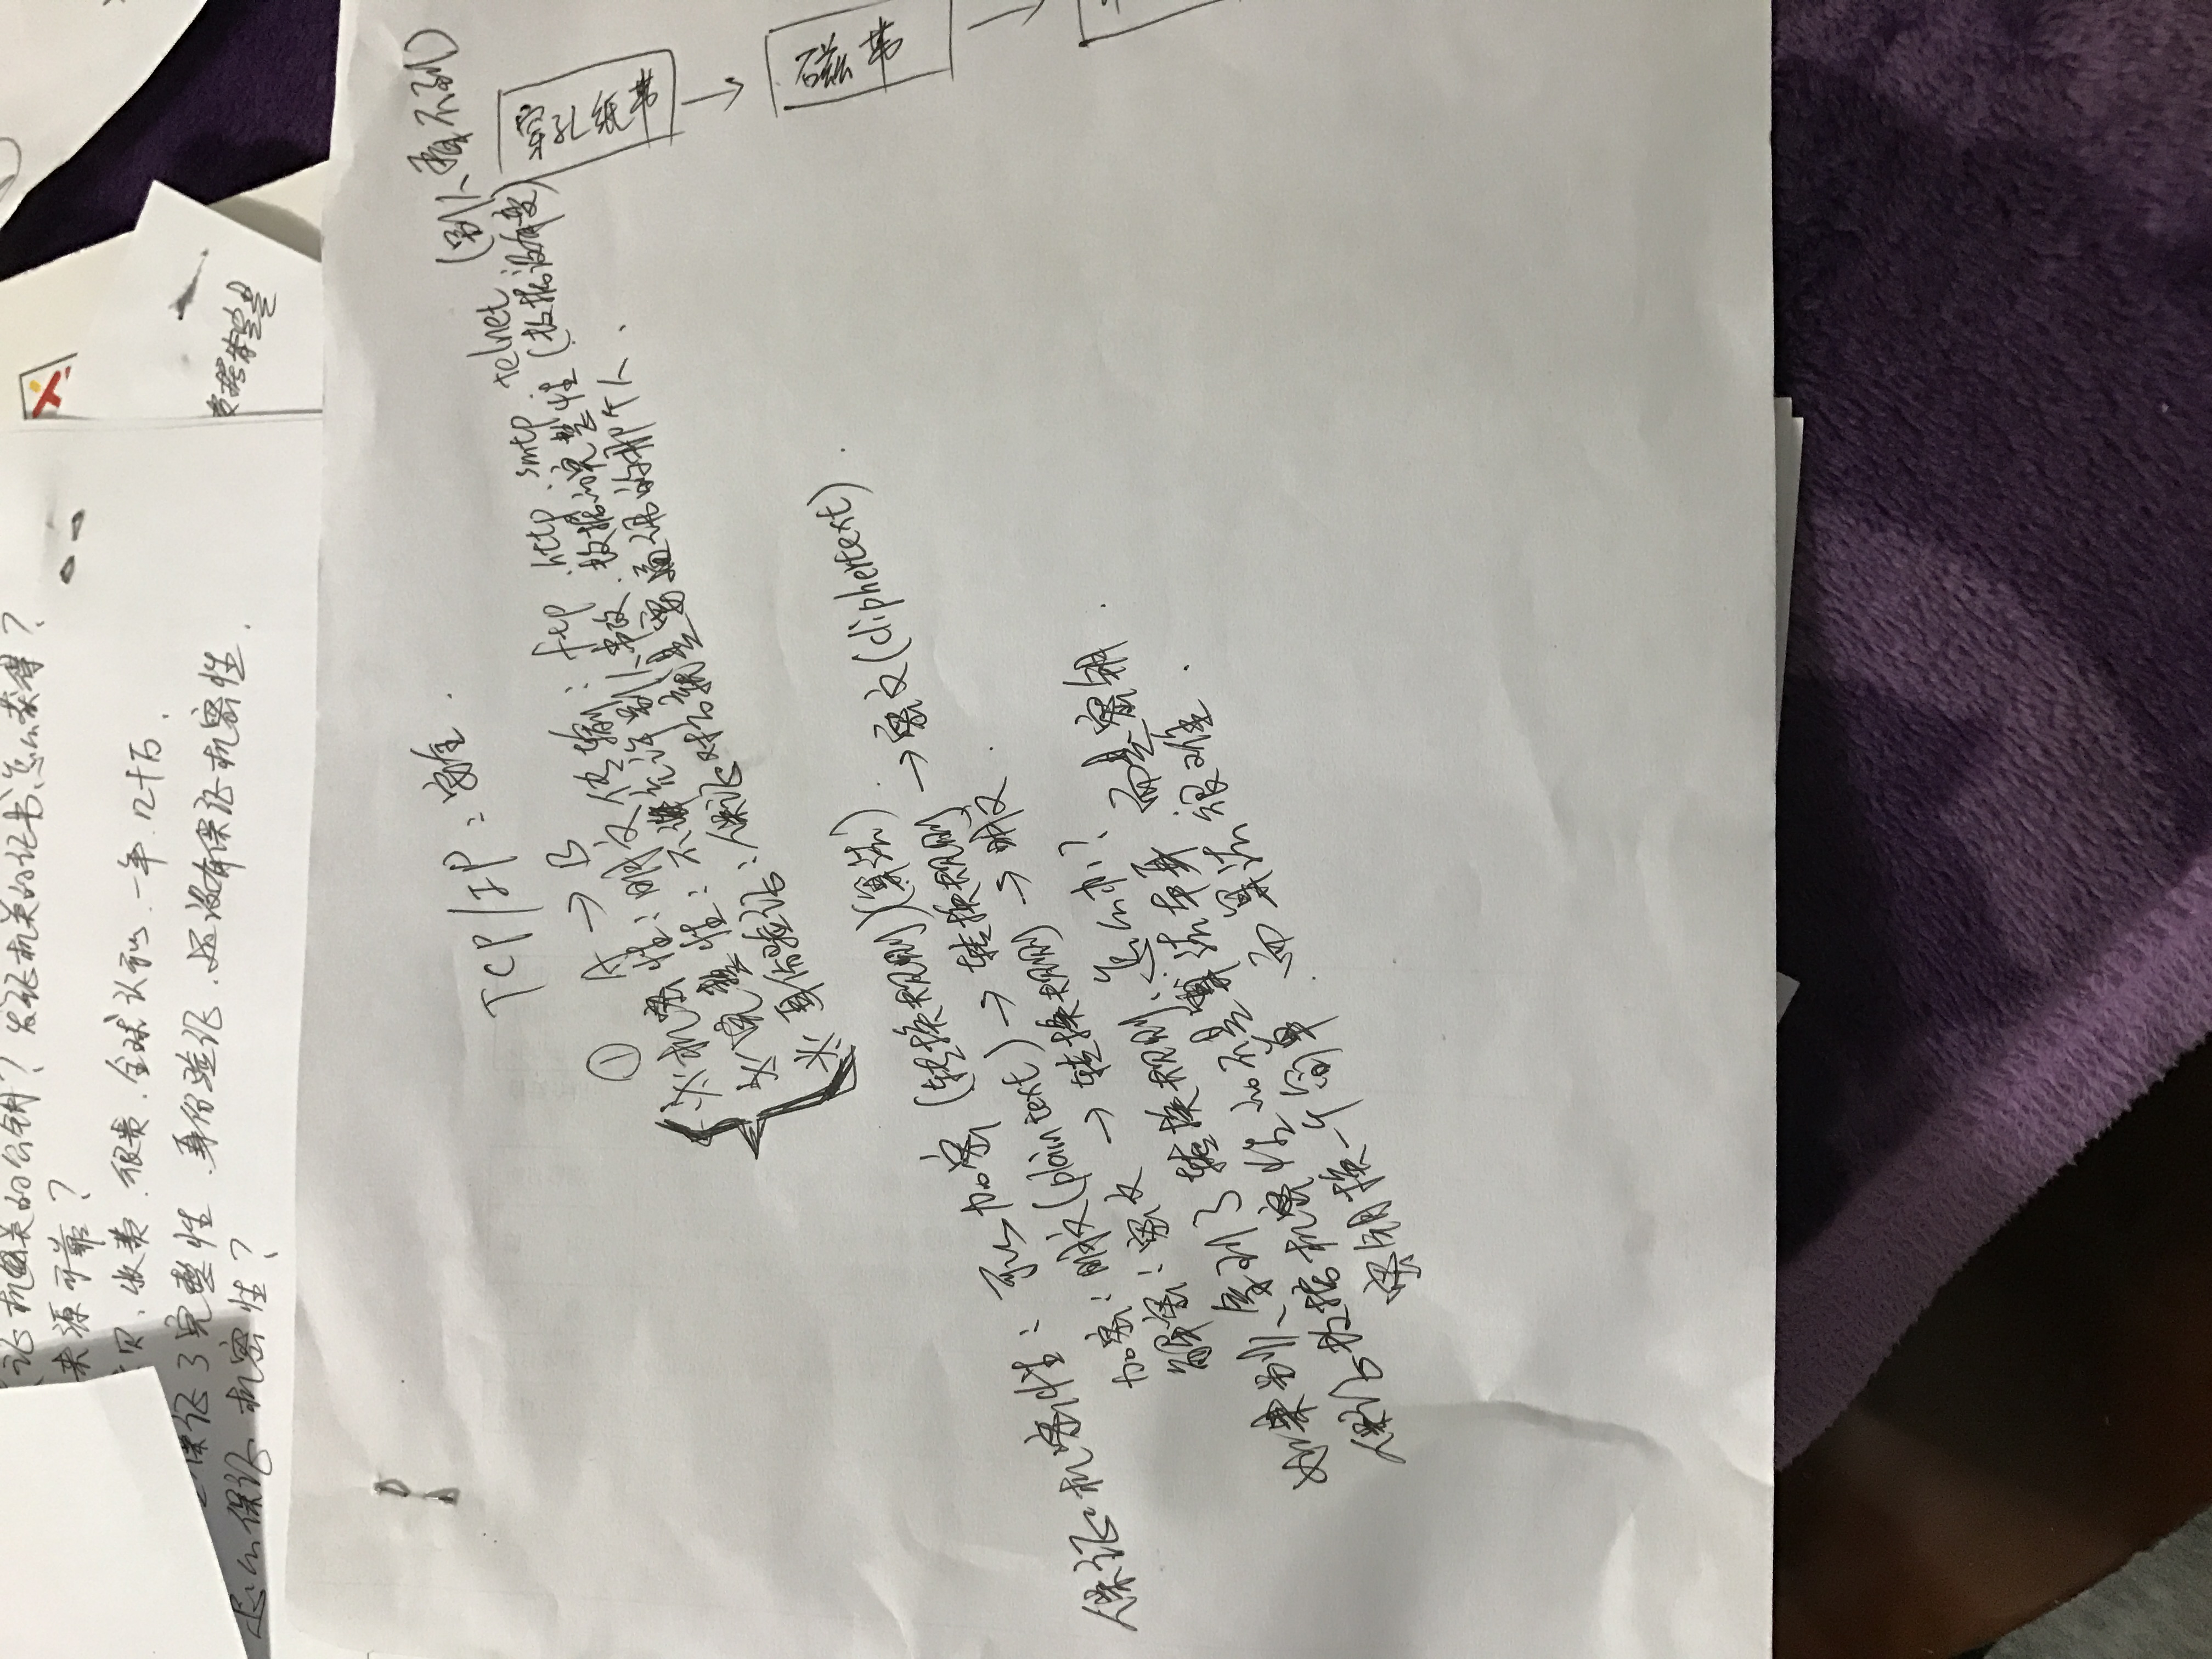 证机关的公钥？发证机关的证书怎么获得？
来源可靠？
贝、收费、很贵、全球认可、一年几十万、
保证了完整性、身份验证、还没有保证机密性、
怎么保证机密性？
数据
TCP/IP：安全．
① A → B
※机密性：明文传输：ftp、http、smtp、telnet（别人看不到）
※完整性：不允许别人串改、数据的完整性（数据没有变）
※身份验证：保证对方就是要通讯的那个人．
保证机密性：可以加密（转换规则）（算法）．
加密：明文（plain text）→ 转换规则 → 密文（cliphertext）．
解密：密文 → 转换规则 → 明文．
如果别人拿到了转换规则、怎么办？
保证数据机密性的不是算法本身、而是密钥．
密钥换一个简单、而算法很难．
穿孔纸带
磁带